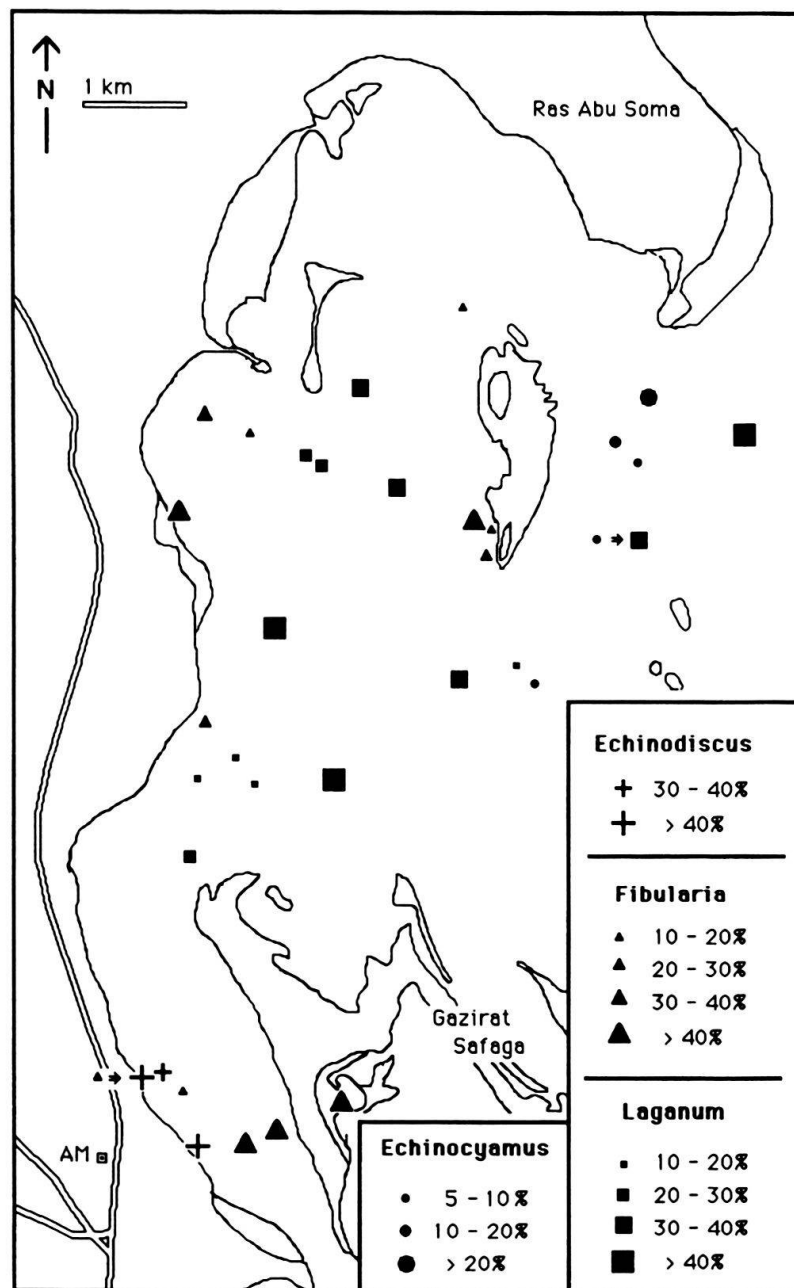 N
1 km
Ras Abu Soma
Gazirat
Safaga
AM
Echinodiscus
30 - 40%
> 40%
Fibularia
10 - 20%
20 - 30%
30 - 40%
> 40%
Laganum
10 - 20%
20 - 30%
30 - 40%
> 40%
Echinocyamus
5 - 10%
10 - 20%
> 20%